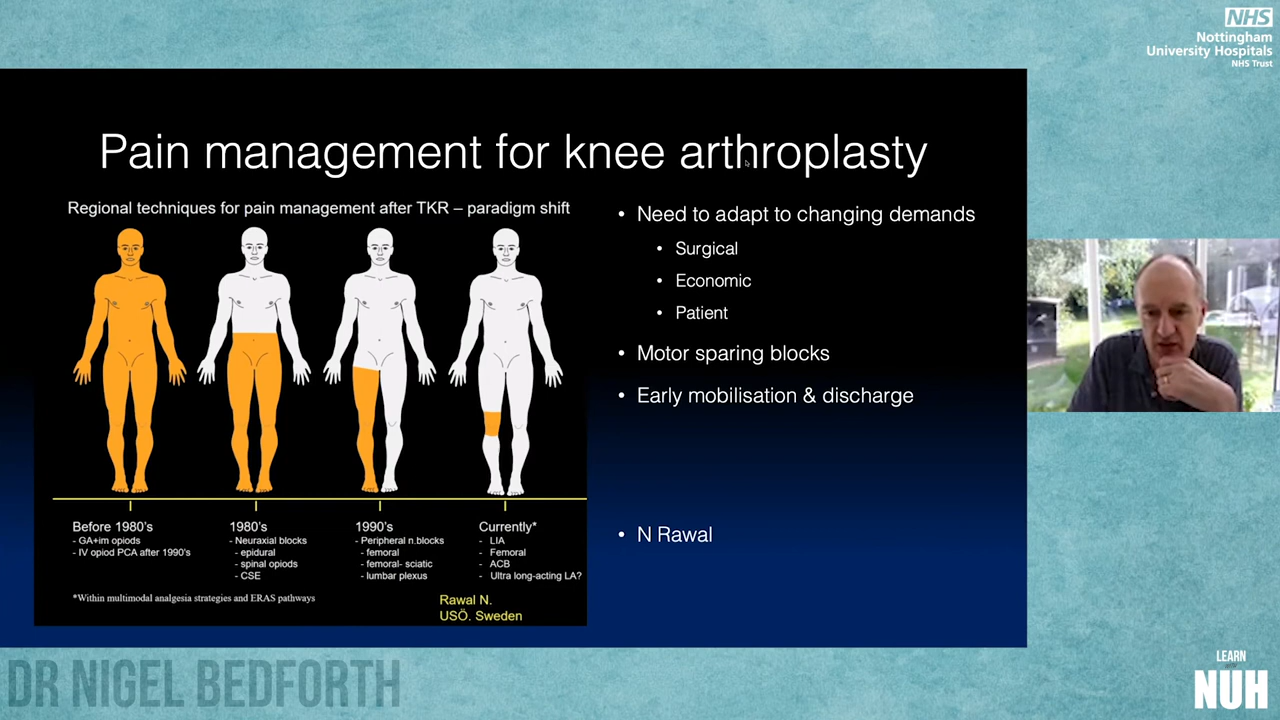 NHS
Nottingham
University Hospitals
NHS Trust
Pain management for knee arthroplasty
Regional techniques for pain management after TKR – paradigm shift
Before 1980's
- GA+im opiods
- IV opiod PCA after 1990's
1980's
- Neuraxial blocks
- epidural
- spinal opiods
- CSE
1990's
- Peripheral n.blocks
- femoral
- femoral- sciatic
- lumbar plexus
Currently*
- LIA
- Femoral
- ACB
- Ultra long-acting LA?
*Within multimodal analgesia strategies and ERAS pathways
Rawal N.
USÖ. Sweden
• Need to adapt to changing demands
• Surgical
• Economic
• Patient
• Motor sparing blocks
• Early mobilisation & discharge
• N Rawal
DR NIGEL BEDFORTH
LEARN
NUH